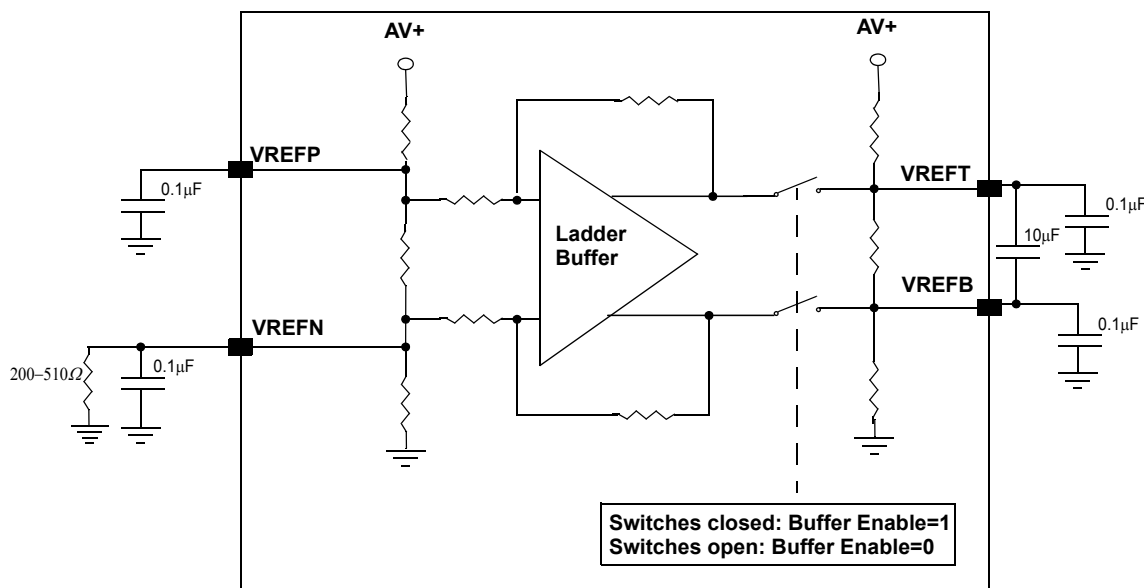 AV+
AV+
VREFP
0.1μF
VREFT
0.1μF
10μF
Ladder
Buffer
VREFB
VREFN
0.1μF
200–510Ω
0.1μF
Switches closed: Buffer Enable=1
Switches open: Buffer Enable=0